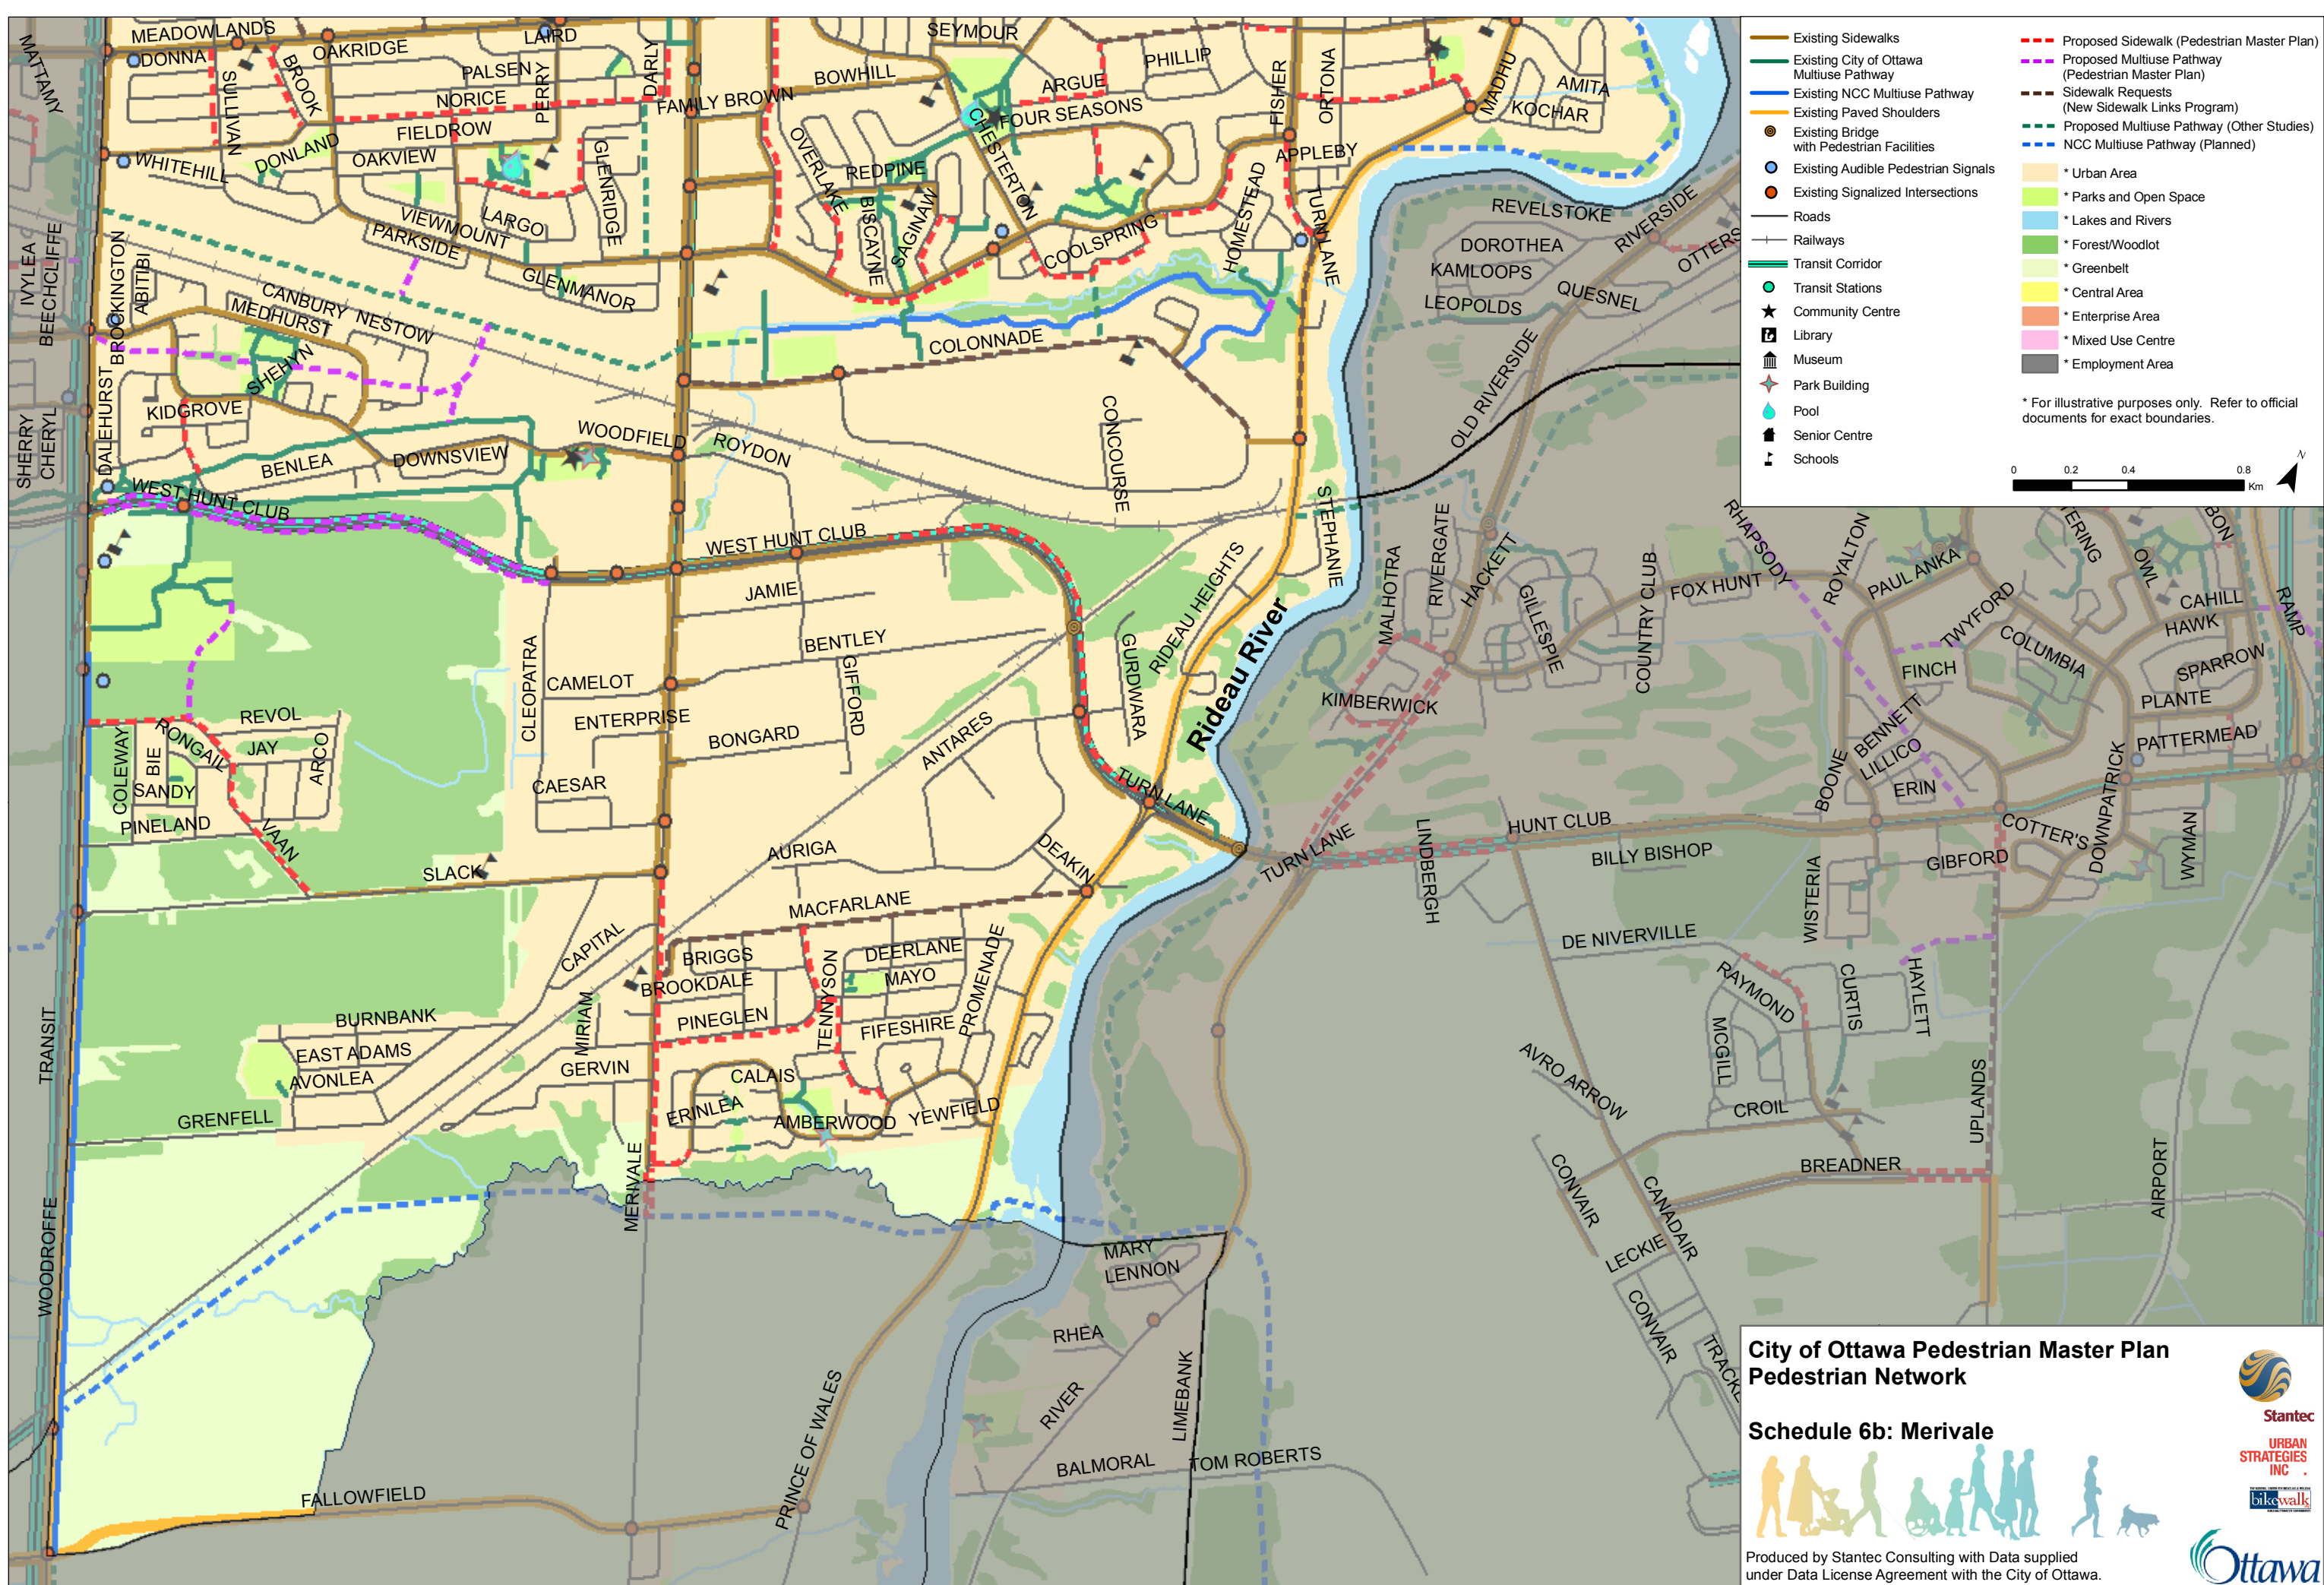 MEADOWLANDS
DONNA
OAKRIDGE
LAIRD
DARLY
SEYMOUR
MATTAMY
SULLIVAN
BROOK
PALSEN
PERRY
NORICE
BOWHILL
ARGUE
PHILLIP
FISHER
ORTONA
MADHU
AMITA
KOCHAR
FAMILY BROWN
FOUR SEASONS
CHESTERTON
WHITEHILL
DONLAND
FIELDROW
OAKVIEW
GLENRIDGE
OVERLAKE
REDPINE
BISCAYNE
SAGINAW
APPLEBY
HOMESTEAD
TURN LANE
VIEWMOUNT
LARGO
PARKSIDE
GLENMANOR
COOLSPRING
REVELSTOKE
RIVERSIDE
OTTERS
DOROTHEA
KAMLOOPS
LEOPOLDS
QUESNEL
OLD RIVERSIDE
IVYLEA
BEECHCLIFFE
BROCKINGTON
ABITIBI
CANBURY
NESTOW
MEDHURST
SHEHYN
COLONNADE
CONCOURSE
SHERRY
CHERYL
DALEHURST
KIDGROVE
BENLEA
DOWNSVIEW
WOODFIELD
ROYDON
WEST HUNT CLUB
WEST HUNT CLUB
STEPHANIE
JAMIE
BENTLEY
GIFFORD
CLEOPATRA
CAMELOT
ENTERPRISE
BONGARD
CAESAR
ANTARES
GURDWARA
RIDEAU HEIGHTS
Rideau River
TURN LANE
REVOL
RONGAIL
JAY
ARCO
COLEWAY
BIE
SANDY
PINELAND
VAAN
SLACK
AURIGA
DEAKIN
MACFARLANE
CAPITAL
BRIGGS
BROOKDALE
PINEGLEN
TENNYSON
DEERLANE
MAYO
FIFESHIRE
PROMENADE
MIRIAM
GERVIN
BURNBANK
EAST ADAMS
AVONLEA
GRENFELL
CALAIS
ERINLEA
AMBERWOOD
YEWFIELD
MERIVALE
TRANSIT
WOODROFFE
FALLOWFIELD
PRINCE OF WALES
MARY
LENNON
RHEA
RIVER
LIMEBANK
BALMORAL
TOM ROBERTS
MALHOTRA
RIVERGATE
HACKETT
GILLESPIE
COUNTRY CLUB
FOX HUNT
KIMBERWICK
RHAPSODY
ROYALTON
PAUL ANKA
TWYFORD
COLUMBIA
FINCH
OWL
CAHILL
HAWK
SPARROW
PLANTE
PATTERMEAD
RAMP
BENNETT
LILLICO
ERIN
BOONE
COTTER'S
DOWNPATRICK
WYMAN
GIBFORD
TURN LANE
LINDBERGH
HUNT CLUB
BILLY BISHOP
WISTERIA
DE NIVERVILLE
RAYMOND
CURTIS
HAYLETT
MCGILL
CROIL
AVRO ARROW
BREADNER
UPLANDS
AIRPORT
CONVAIR
CANADAIR
LECKIE
CONVAIR
Existing Sidewalks
Existing City of Ottawa
Multiuse Pathway
Existing NCC Multiuse Pathway
Existing Paved Shoulders
Existing Bridge
with Pedestrian Facilities
Existing Audible Pedestrian Signals
Existing Signalized Intersections
Roads
Railways
Transit Corridor
Transit Stations
Community Centre
Library
Museum
Park Building
Pool
Senior Centre
Schools
Proposed Sidewalk (Pedestrian Master Plan)
Proposed Multiuse Pathway
(Pedestrian Master Plan)
Sidewalk Requests
(New Sidewalk Links Program)
Proposed Multiuse Pathway (Other Studies)
NCC Multiuse Pathway (Planned)
* Urban Area
* Parks and Open Space
* Lakes and Rivers
* Forest/Woodlot
* Greenbelt
* Central Area
* Enterprise Area
* Mixed Use Centre
* Employment Area
* For illustrative purposes only. Refer to official
documents for exact boundaries.
N
0 0.2 0.4 0.8
Km
City of Ottawa Pedestrian Master Plan
Pedestrian Network
Schedule 6b: Merivale
Stantec
URBAN
STRATEGIES
INC .
bikewalk
Produced by Stantec Consulting with Data supplied
under Data License Agreement with the City of Ottawa.
Ottawa